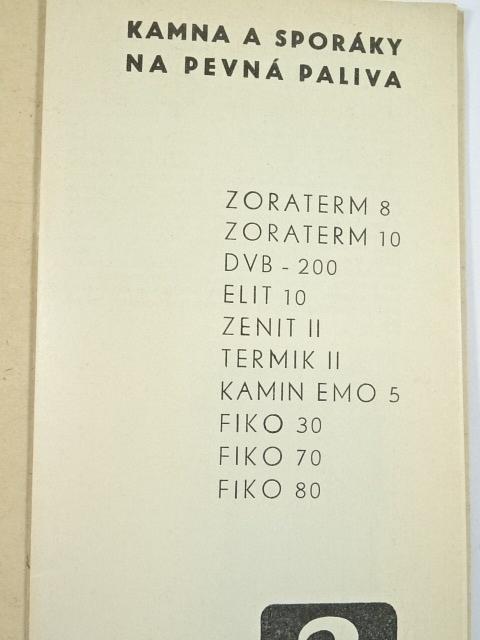 KAMNA A SPORÁKY
NA PEVNÁ PALIVA
ZORATERM 8
ZORATERM 10
DVB - 200
ELIT 10
ZENIT II
TERMIK II
KAMIN EMO 5
FIKO 30
FIKO 70
FIKO 80